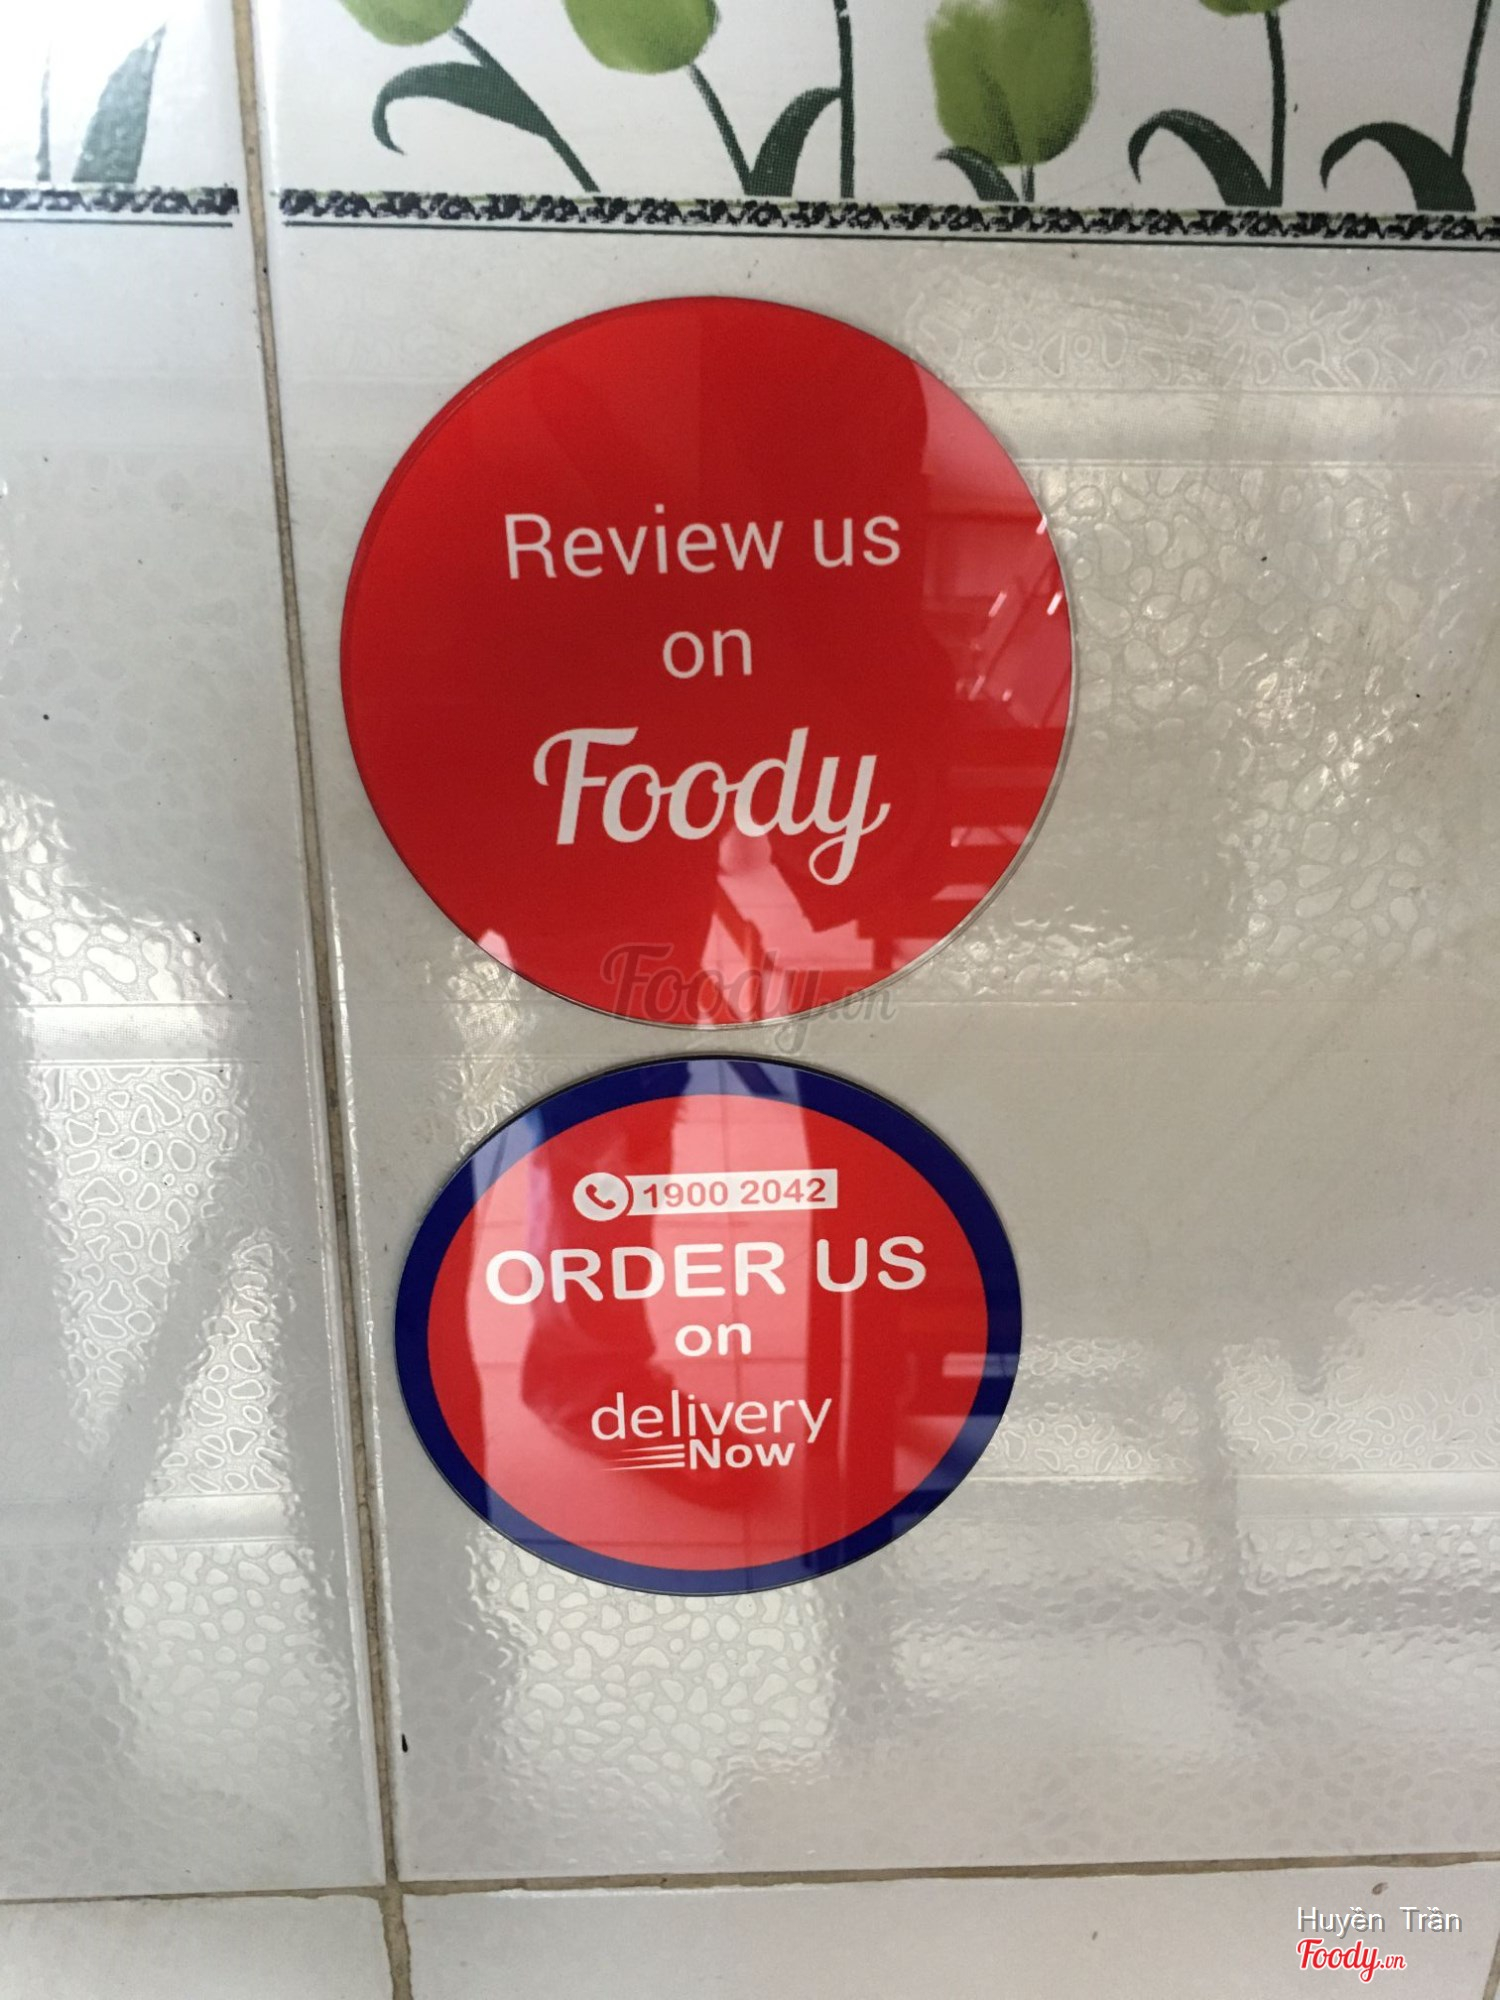 Review us
on
Foody
Foody.vn
1900 2042
ORDER US
on
delivery
Now
Huyền Trần
Foody.vn